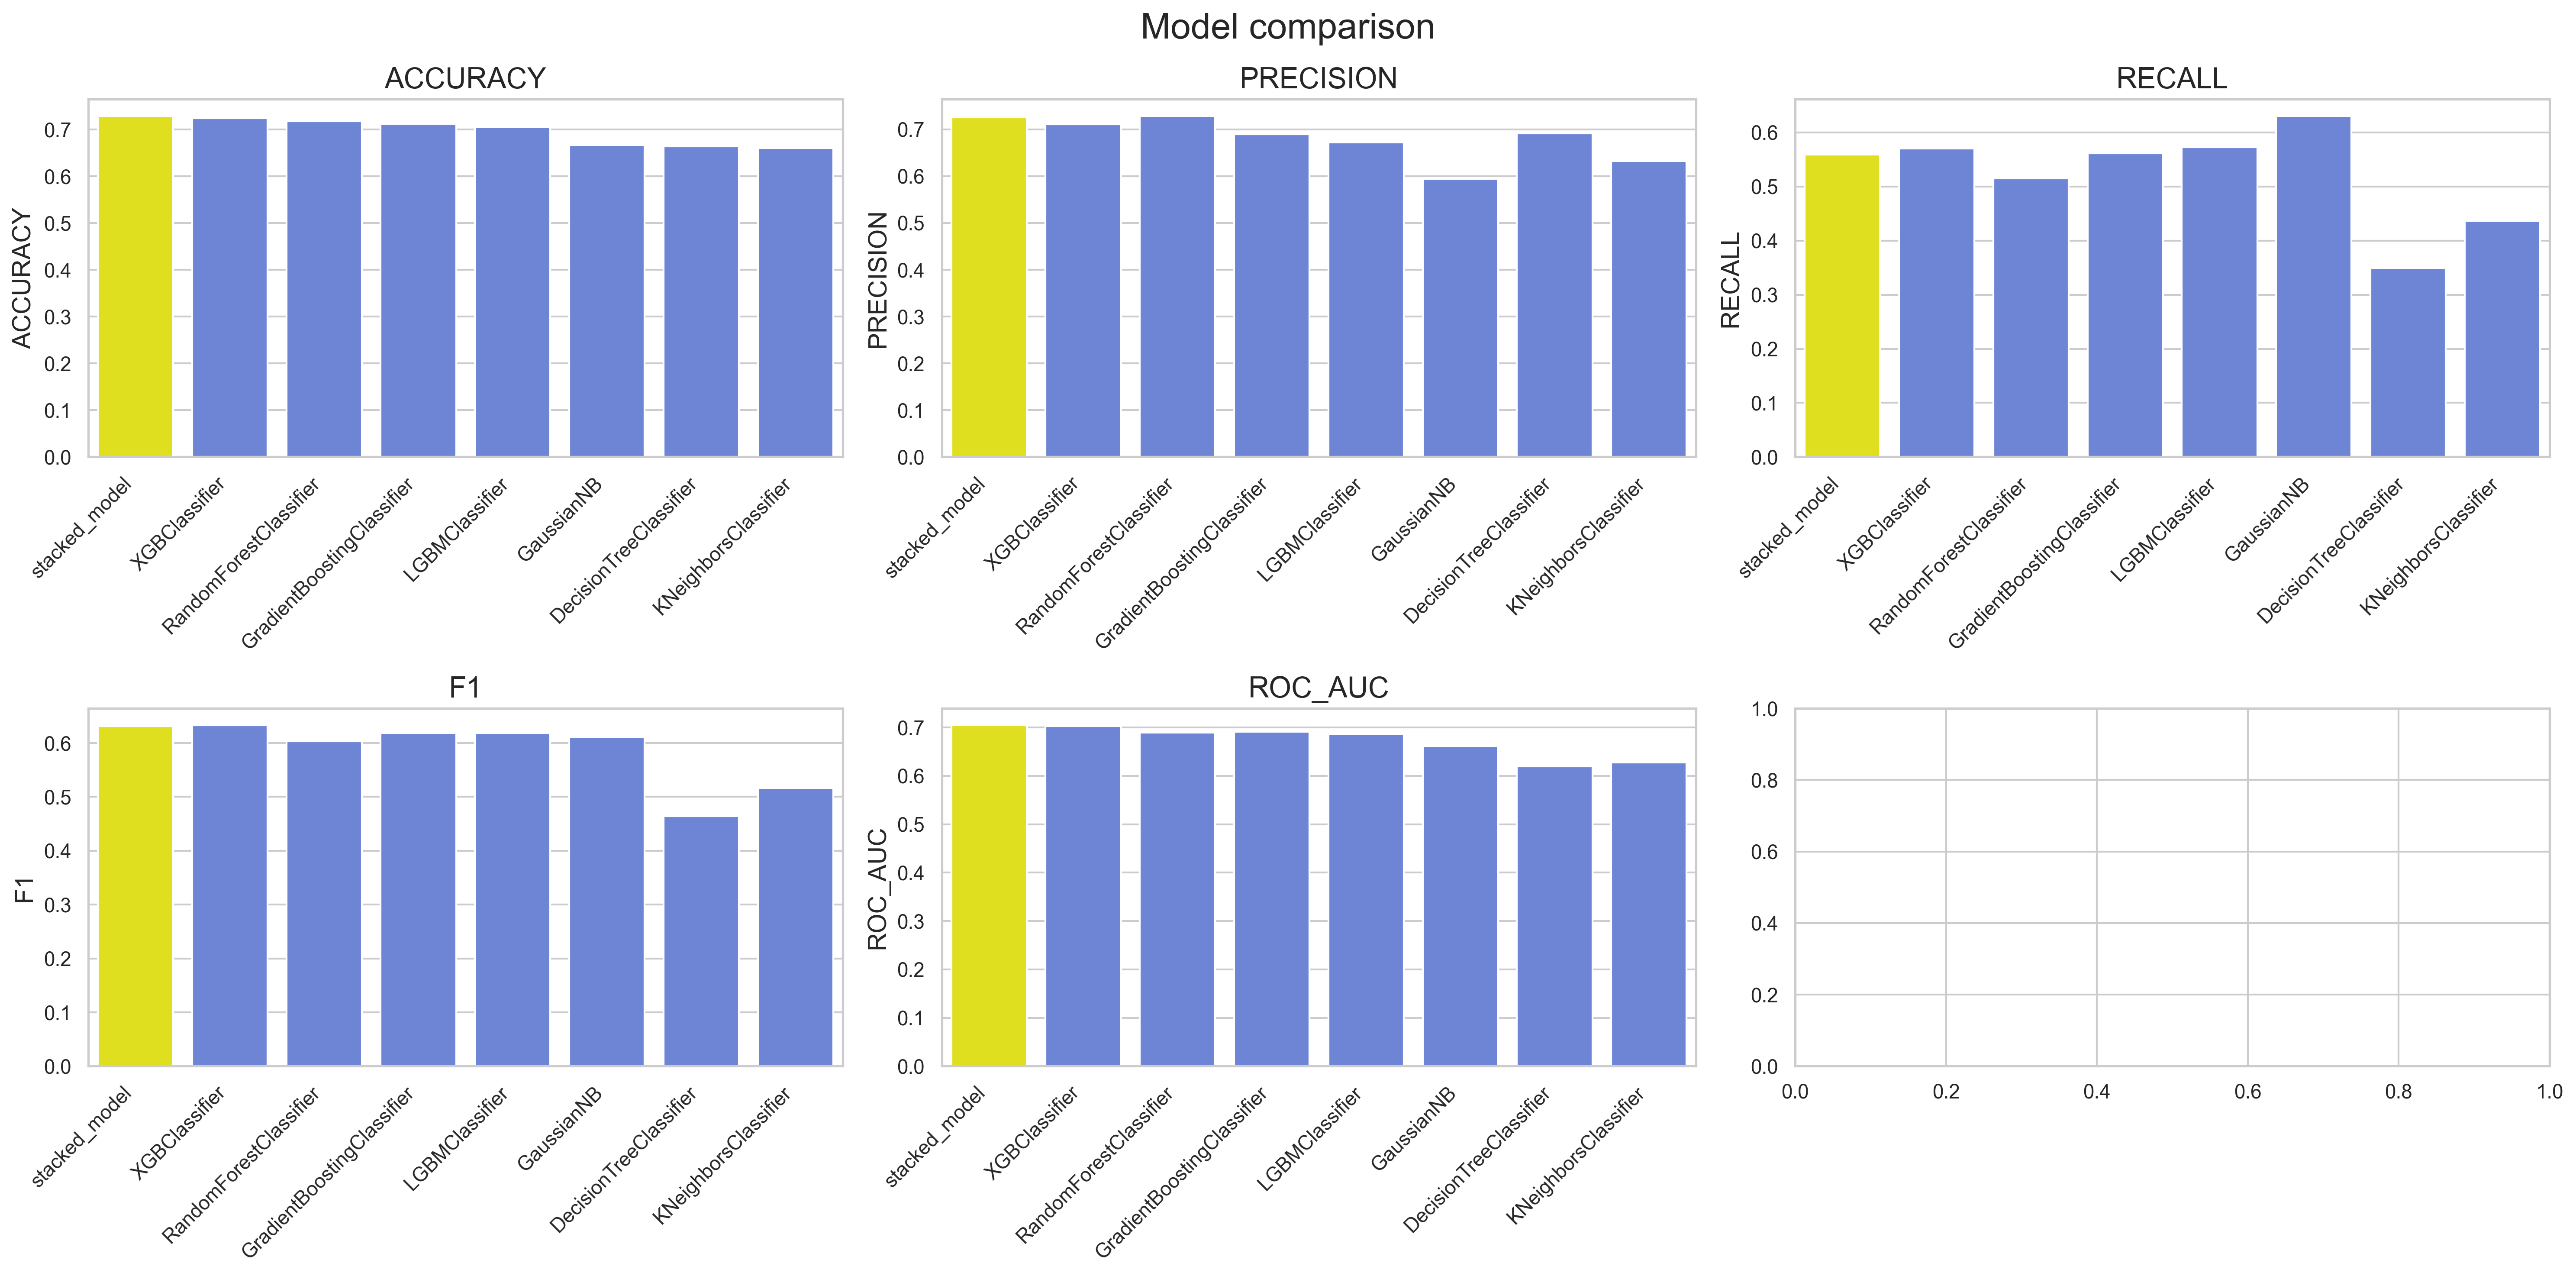 Model comparison
ACCURACY
ACCURACY
0.7
0.6
0.5
0.4
0.3
0.2
0.1
0.0
stacked_model
XGBClassifier
RandomForestClassifier
GradientBoostingClassifier
LGBMClassifier
GaussianNB
DecisionTreeClassifier
KNeighborsClassifier
PRECISION
PRECISION
0.7
0.6
0.5
0.4
0.3
0.2
0.1
0.0
stacked_model
XGBClassifier
RandomForestClassifier
GradientBoostingClassifier
LGBMClassifier
GaussianNB
DecisionTreeClassifier
KNeighborsClassifier
RECALL
RECALL
0.6
0.5
0.4
0.3
0.2
0.1
0.0
stacked_model
XGBClassifier
RandomForestClassifier
GradientBoostingClassifier
LGBMClassifier
GaussianNB
DecisionTreeClassifier
KNeighborsClassifier
F1
F1
0.6
0.5
0.4
0.3
0.2
0.1
0.0
stacked_model
XGBClassifier
RandomForestClassifier
GradientBoostingClassifier
LGBMClassifier
GaussianNB
DecisionTreeClassifier
KNeighborsClassifier
ROC_AUC
ROC_AUC
0.7
0.6
0.5
0.4
0.3
0.2
0.1
0.0
stacked_model
XGBClassifier
RandomForestClassifier
GradientBoostingClassifier
LGBMClassifier
GaussianNB
DecisionTreeClassifier
KNeighborsClassifier
1.0
0.8
0.6
0.4
0.2
0.0
0.0 0.2 0.4 0.6 0.8 1.0